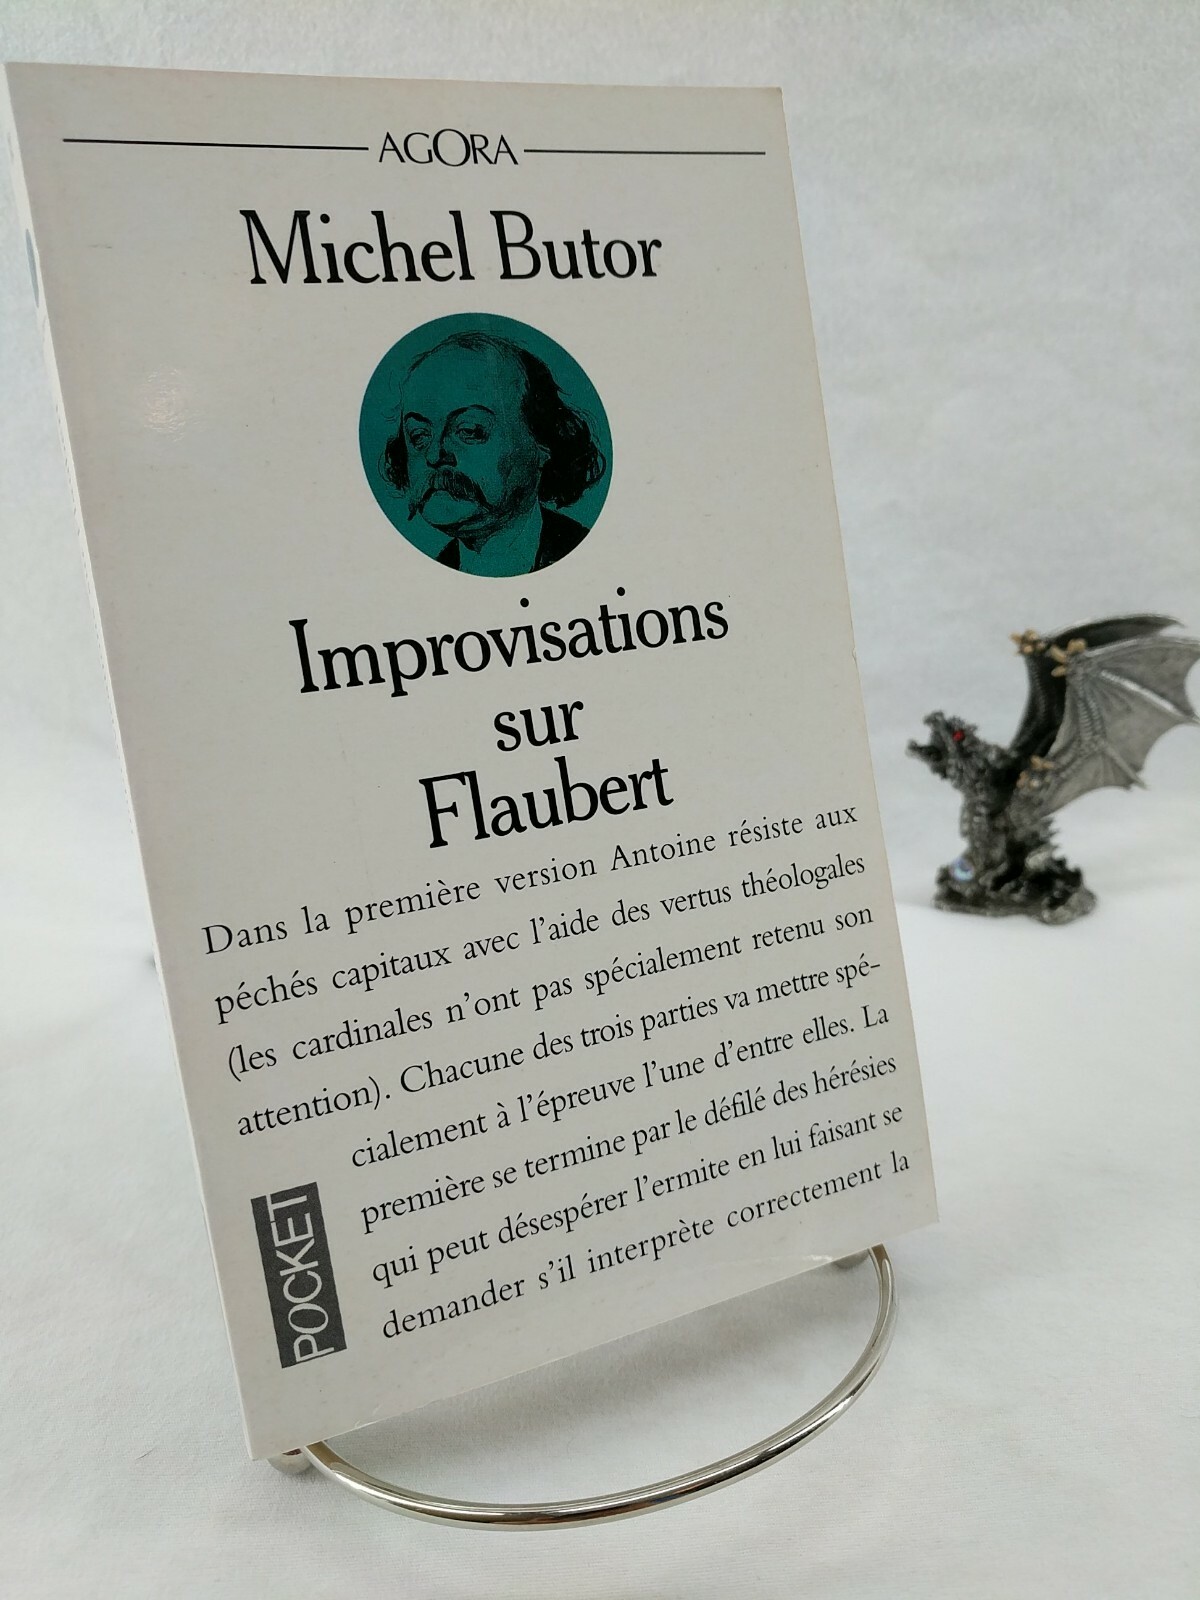 AGORA
Michel Butor
Improvisations
sur
Flaubert
Dans la première version Antoine résiste aux
péchés capitaux avec l'aide des vertus théologales
(les cardinales n'ont pas spécialement retenu son
attention). Chacune des trois parties va mettre spé-
cialement à l'épreuve l'une d'entre elles. La
première se termine par le défilé des hérésies
qui peut désespérer l'ermite en lui faisant se
demander s'il interprète correctement la
POCKET